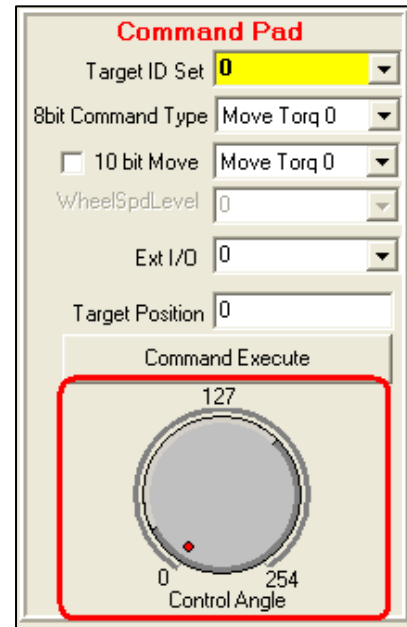 Command Pad
Target ID Set 0
8bit Command Type Move Torq 0
10 bit Move Move Torq 0
WheelSpdLevel 0
Ext I/O 0
Target Position 0
Command Execute
127
0 254
Control Angle